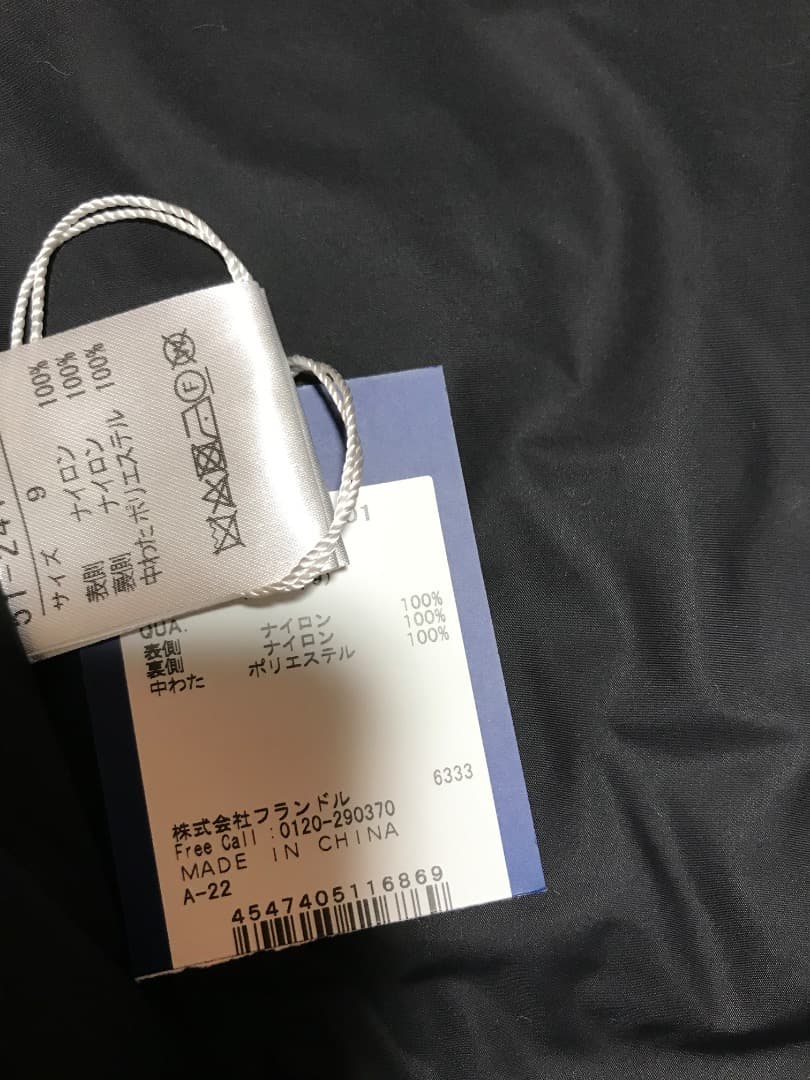 サイズ 9
表側 ナイロン 100%
裏側 ナイロン 100%
中わた ポリエステル 100%
F
01
9)
QUA.
表側 ナイロン 100%
裏側 ナイロン 100%
中わた ポリエステル 100%
6333
株式会社フランドル
Free Call :0120-290370
MADE IN CHINA
A-22
4547405116869